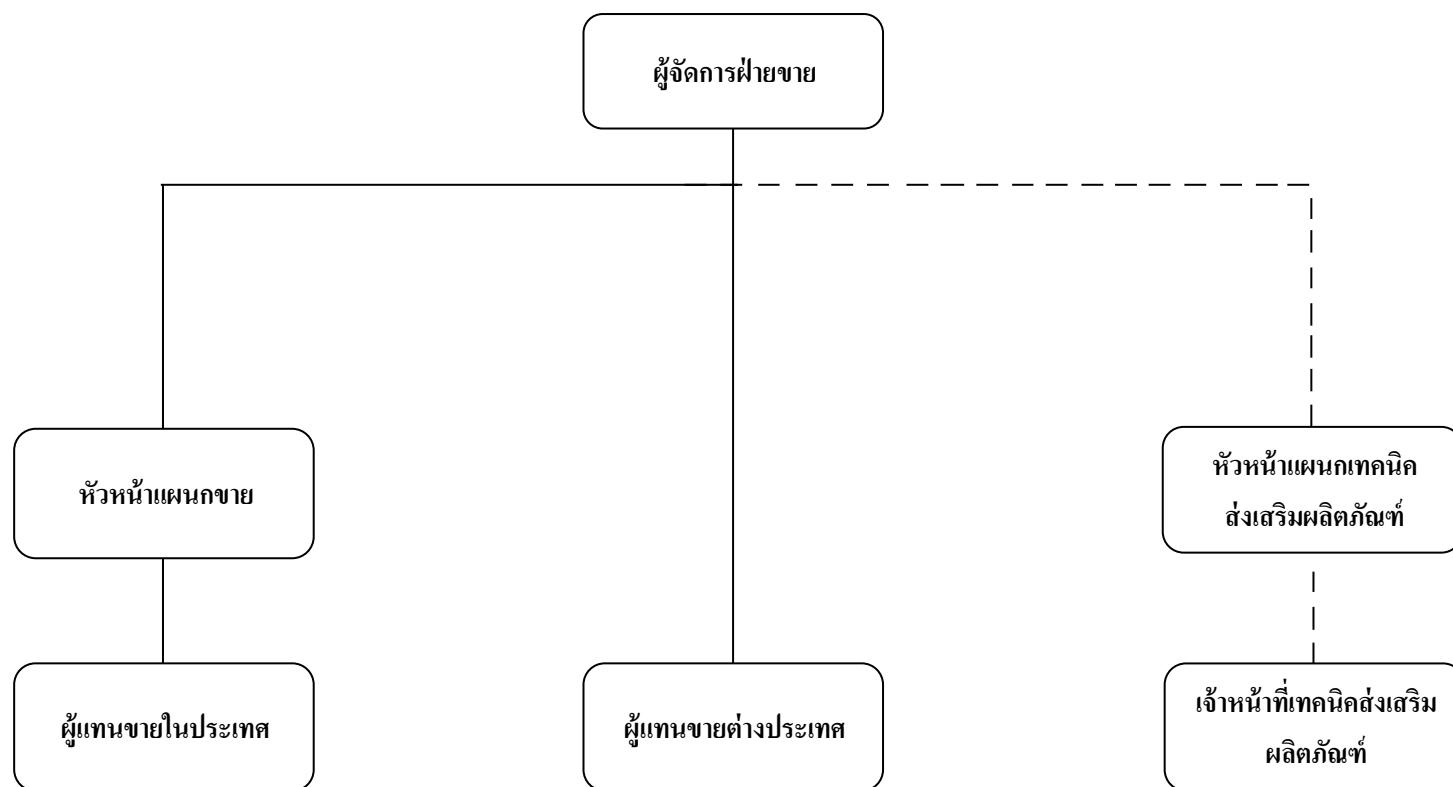 ผู้จัดการฝ่ายขาย
หัวหน้าแผนกขาย
หัวหน้าแผนกเทคนิค
ส่งเสริมผลิตภัณฑ์
ผู้แทนขายในประเทศ
ผู้แทนขายต่างประเทศ
เจ้าหน้าที่เทคนิคส่งเสริม
ผลิตภัณฑ์